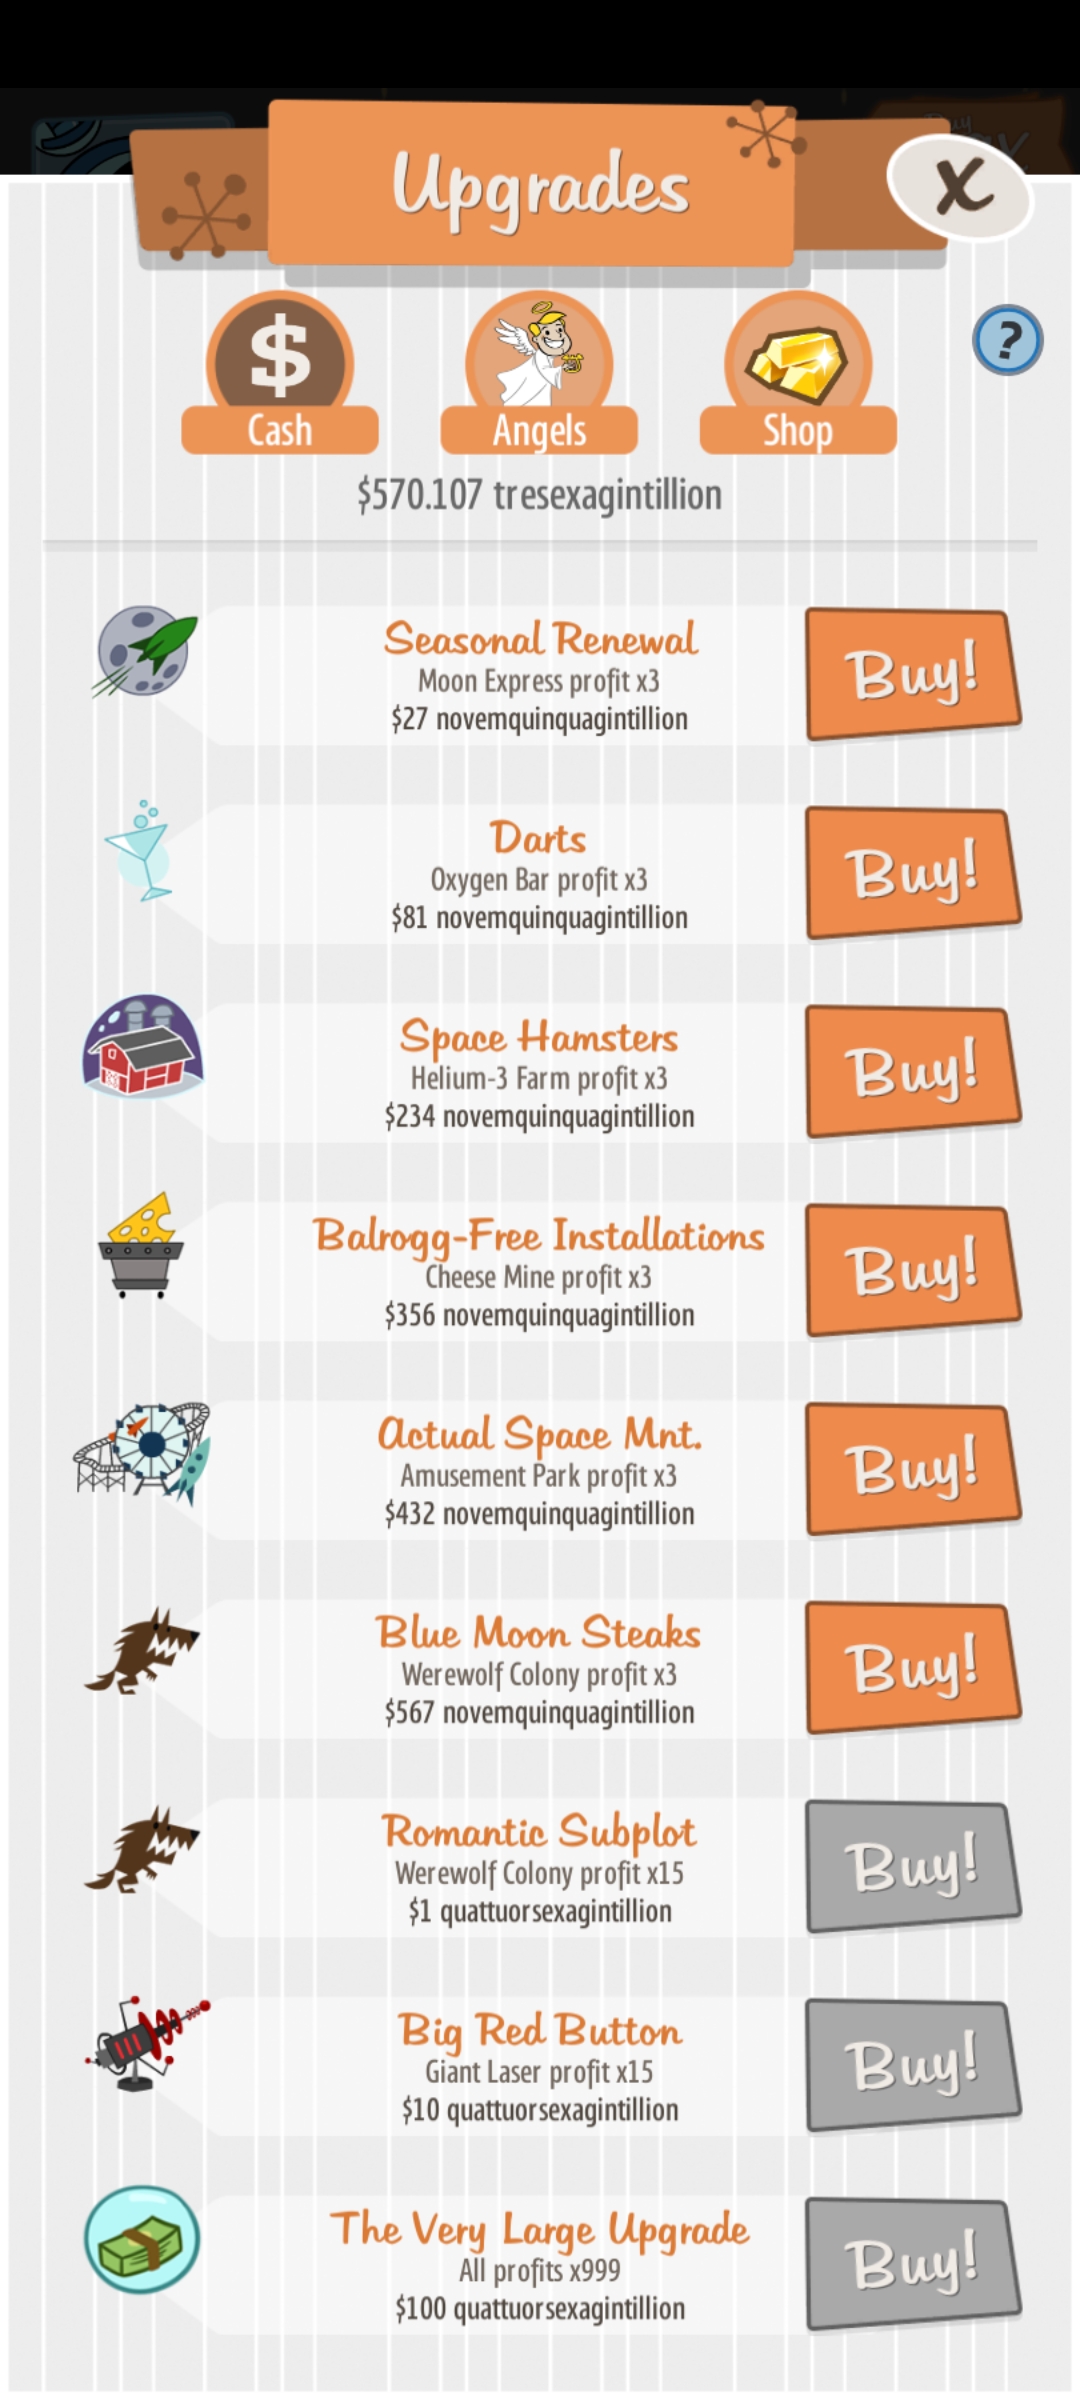 Buy
Upgrades
X
$
?
Cash
Angels
Shop
$570.107 tresexagintillion
Seasonal Renewal
Moon Express profit x3
$27 novemquinquagintillion
Buy!
Darts
Oxygen Bar profit x3
$81 novemquinquagintillion
Buy!
Space Hamsters
Helium-3 Farm profit x3
$234 novemquinquagintillion
Buy!
Balrogg-Free Installations
Cheese Mine profit x3
$356 novemquinquagintillion
Buy!
Actual Space Mnt.
Amusement Park profit x3
$432 novemquinquagintillion
Buy!
Blue Moon Steaks
Werewolf Colony profit x3
$567 novemquinquagintillion
Buy!
Romantic Subplot
Werewolf Colony profit x15
$1 quattuorsexagintillion
Buy!
Big Red Button
Giant Laser profit x15
$10 quattuorsexagintillion
Buy!
The Very Large Upgrade
All profits x999
$100 quattuorsexagintillion
Buy!